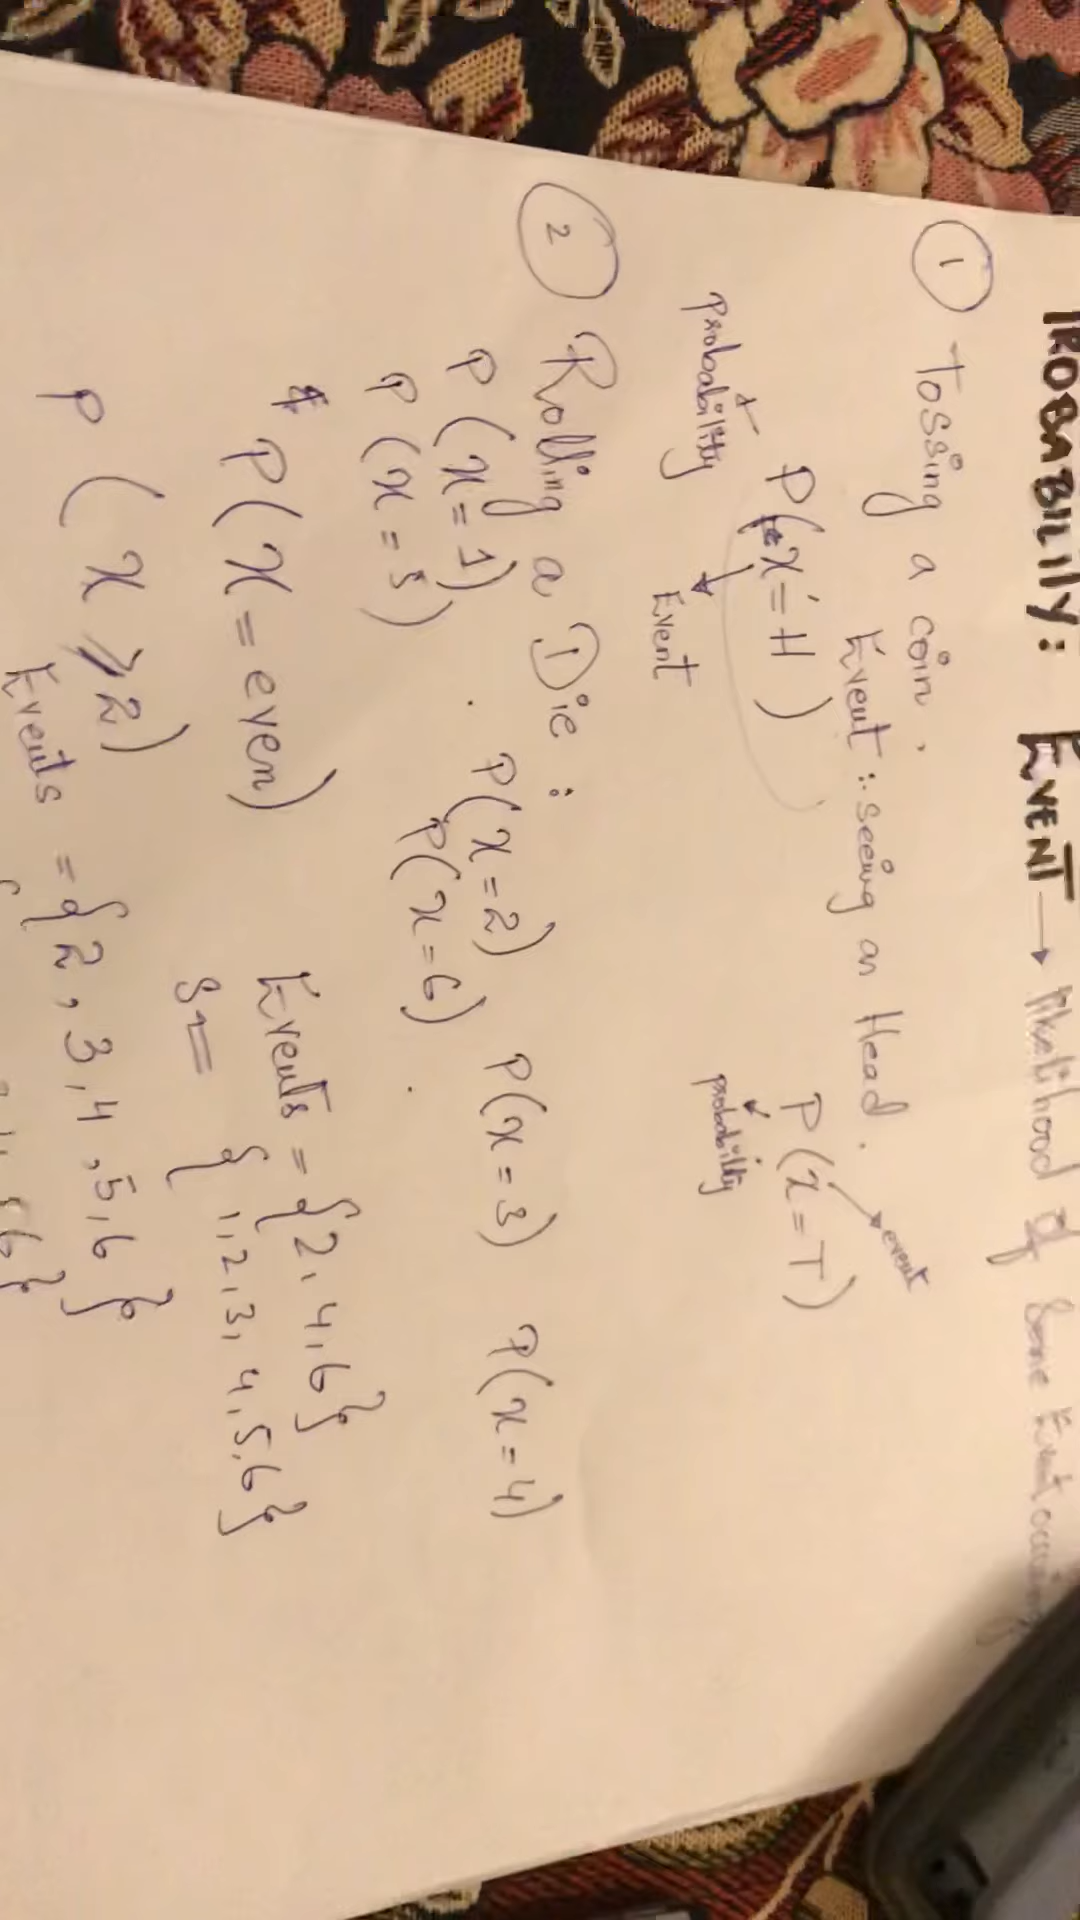 PROBABILITY: EVENT → likelihood of some Event occuring
① Tossing a coin.
Event : seeing an Head.
P(x=H)
probability
Event
P(x=T)
event
probability
② Rolling a Die :
P(x=1) P(x=2) P(x=3) P(x=4)
P(x=5) P(x=6)
P(x=even) Events = {2,4,6}
S = {1,2,3,4,5,6}
P(x ≥ 2)
Events = {2,3,4,5,6}